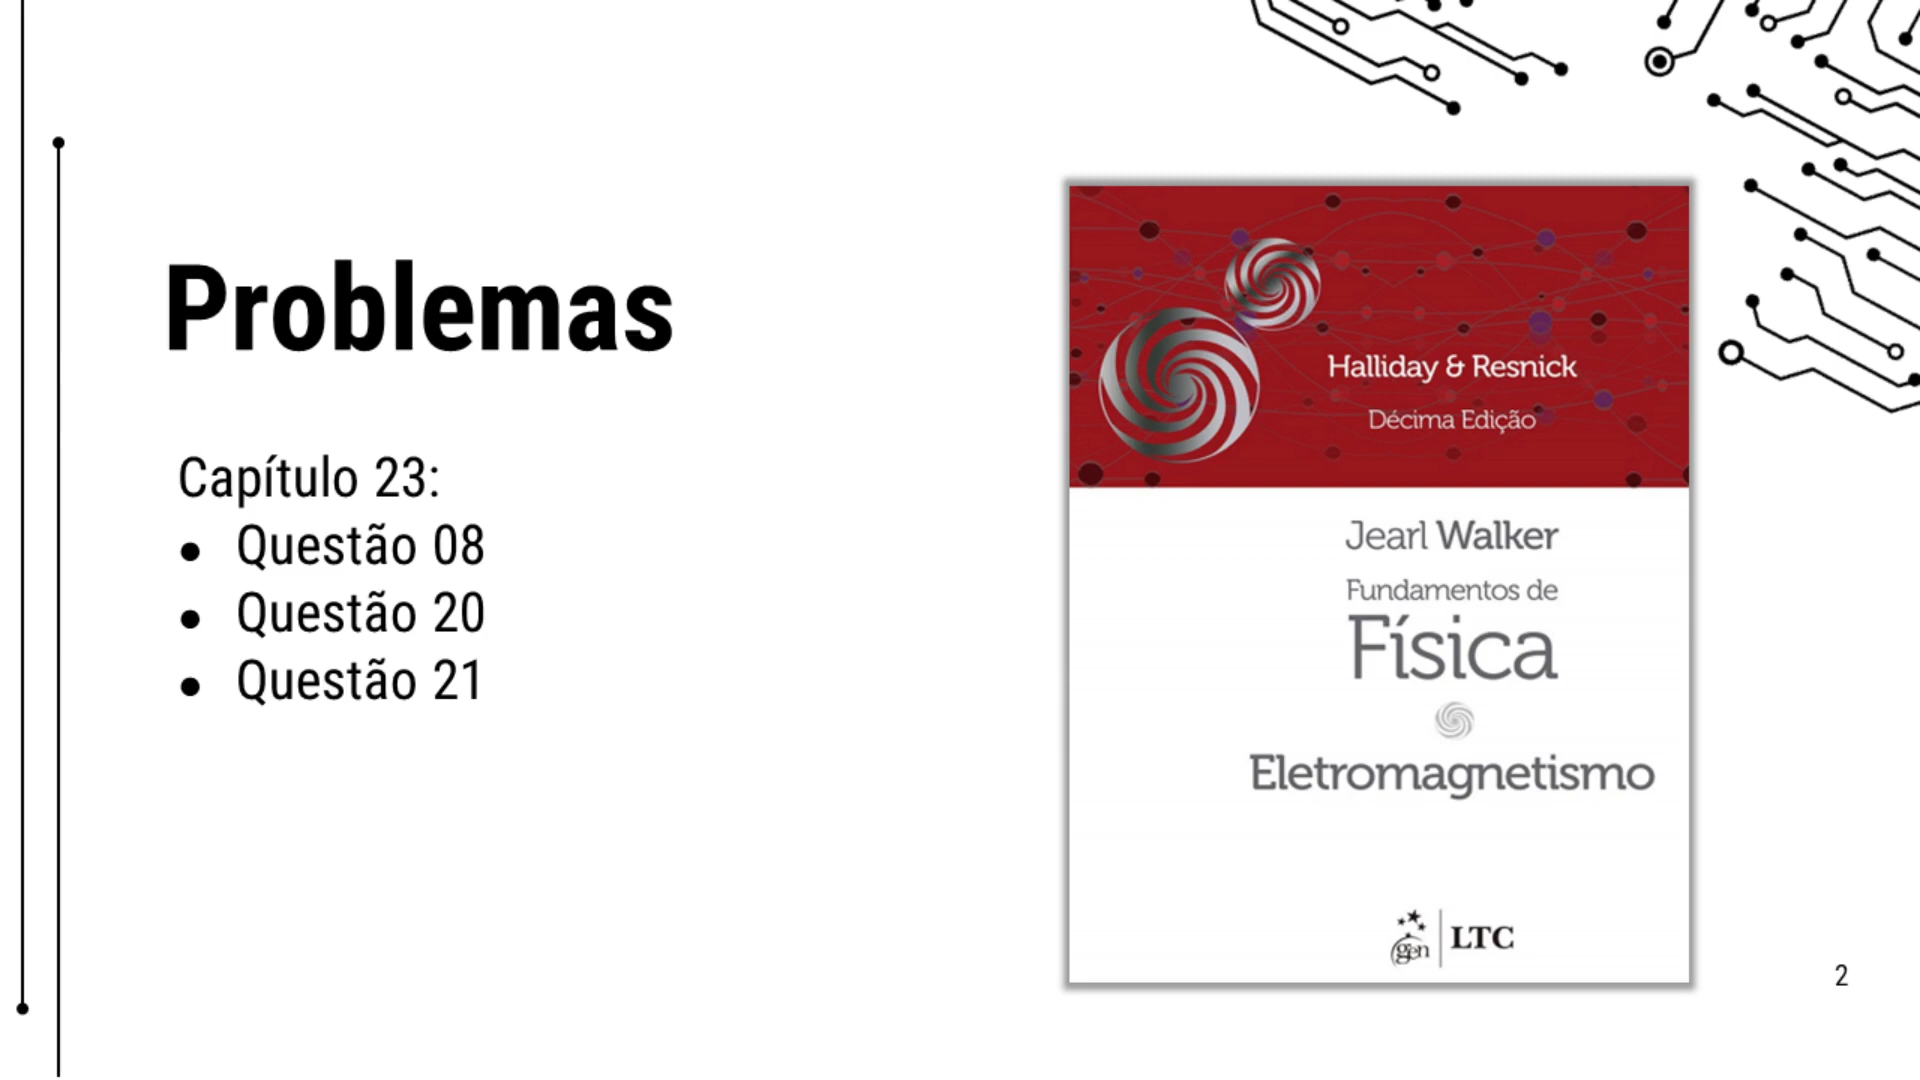 Problemas
Capítulo 23:
• Questão 08
• Questão 20
• Questão 21
Halliday & Resnick
Décima Edição
Jearl Walker
Fundamentos de
Física
Eletromagnetismo
gen | LTC
2